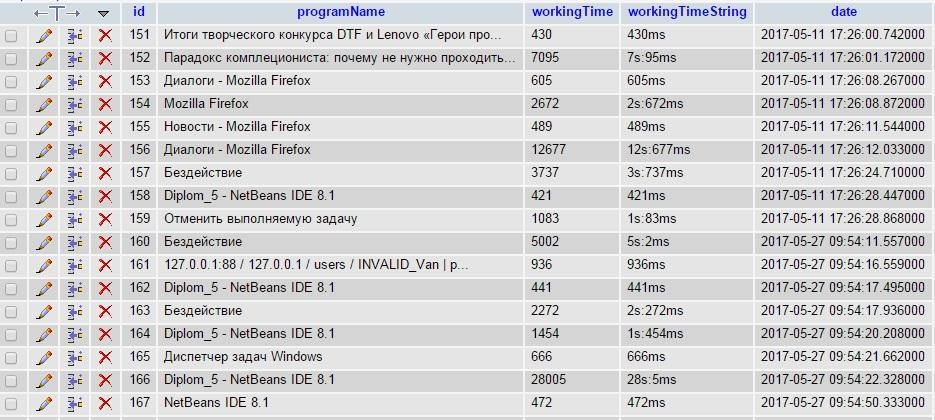 id programName workingTime workingTimeString date
151 Итоги творческого конкурса DTF и Lenovo «Герои про... 430 430ms 2017-05-11 17:26:00.742000
152 Парадокс комплециониста: почему не нужно проходить... 7095 7s:95ms 2017-05-11 17:26:01.172000
153 Диалоги - Mozilla Firefox 605 605ms 2017-05-11 17:26:08.267000
154 Mozilla Firefox 2672 2s:672ms 2017-05-11 17:26:08.872000
155 Новости - Mozilla Firefox 489 489ms 2017-05-11 17:26:11.544000
156 Диалоги - Mozilla Firefox 12677 12s:677ms 2017-05-11 17:26:12.033000
157 Бездействие 3737 3s:737ms 2017-05-11 17:26:24.710000
158 Diplom_5 - NetBeans IDE 8.1 421 421ms 2017-05-11 17:26:28.447000
159 Отменить выполняемую задачу 1083 1s:83ms 2017-05-11 17:26:28.868000
160 Бездействие 5002 5s:2ms 2017-05-27 09:54:11.557000
161 127.0.0.1:88 / 127.0.0.1 / users / INVALID_Van | p... 936 936ms 2017-05-27 09:54:16.559000
162 Diplom_5 - NetBeans IDE 8.1 441 441ms 2017-05-27 09:54:17.495000
163 Бездействие 2272 2s:272ms 2017-05-27 09:54:17.936000
164 Diplom_5 - NetBeans IDE 8.1 1454 1s:454ms 2017-05-27 09:54:20.208000
165 Диспетчер задач Windows 666 666ms 2017-05-27 09:54:21.662000
166 Diplom_5 - NetBeans IDE 8.1 28005 28s:5ms 2017-05-27 09:54:22.328000
167 NetBeans IDE 8.1 472 472ms 2017-05-27 09:54:50.333000